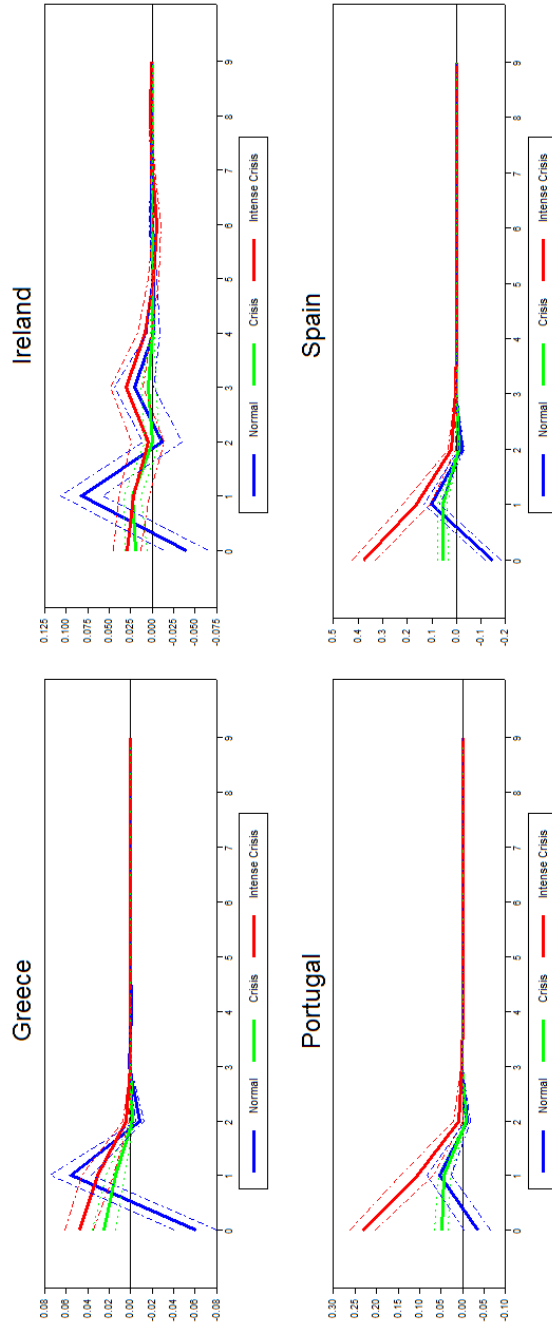 Greece
0.08
0.06
0.04
0.02
0.00
-0.02
-0.04
-0.06
-0.08
0 1 2 3 4 5 6 7 8 9
Normal Crisis Intense Crisis
Ireland
0.125
0.100
0.075
0.050
0.025
0.000
-0.025
-0.050
-0.075
0 1 2 3 4 5 6 7 8 9
Normal Crisis Intense Crisis
Portugal
0.30
0.25
0.20
0.15
0.10
0.05
0.00
-0.05
-0.10
0 1 2 3 4 5 6 7 8 9
Normal Crisis Intense Crisis
Spain
0.5
0.4
0.3
0.2
0.1
0.0
-0.1
-0.2
0 1 2 3 4 5 6 7 8 9
Normal Crisis Intense Crisis